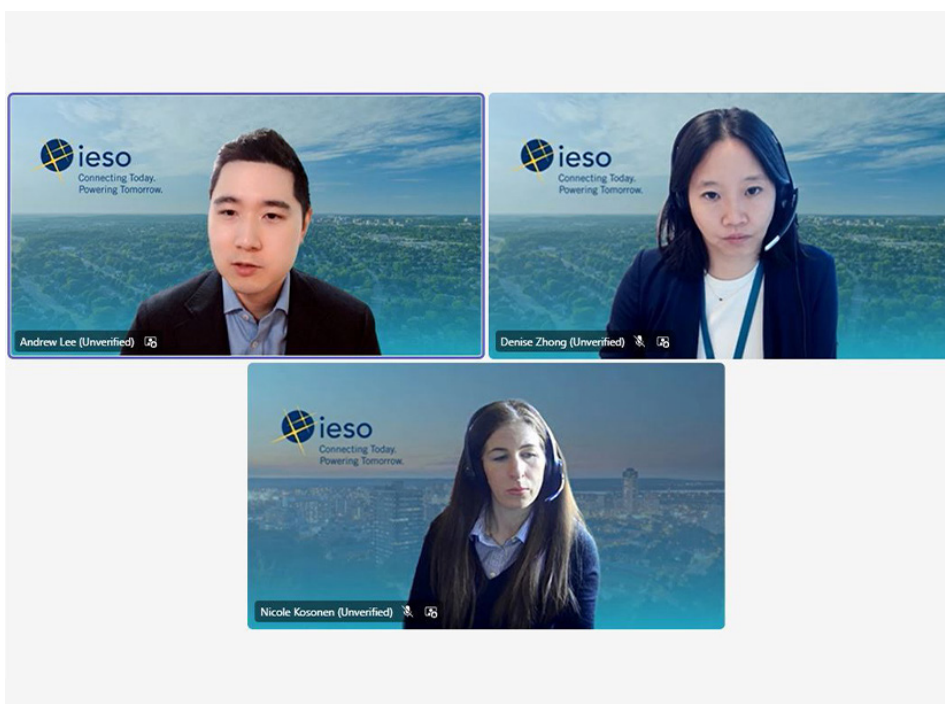 ieso
Connecting Today.
Powering Tomorrow.
Andrew Lee (Unverified)
ieso
Connecting Today.
Powering Tomorrow.
Denise Zhong (Unverified)
ieso
Connecting Today.
Powering Tomorrow.
Nicole Kosonen (Unverified)